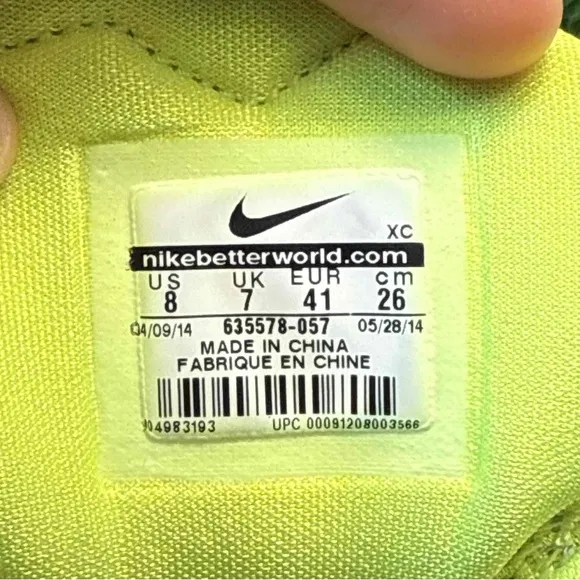 XC
nikebetterworld.com
US UK EUR cm
8 7 41 26
04/09/14 635578-057 05/28/14
MADE IN CHINA
FABRIQUE EN CHINE
UPC 00091208003566